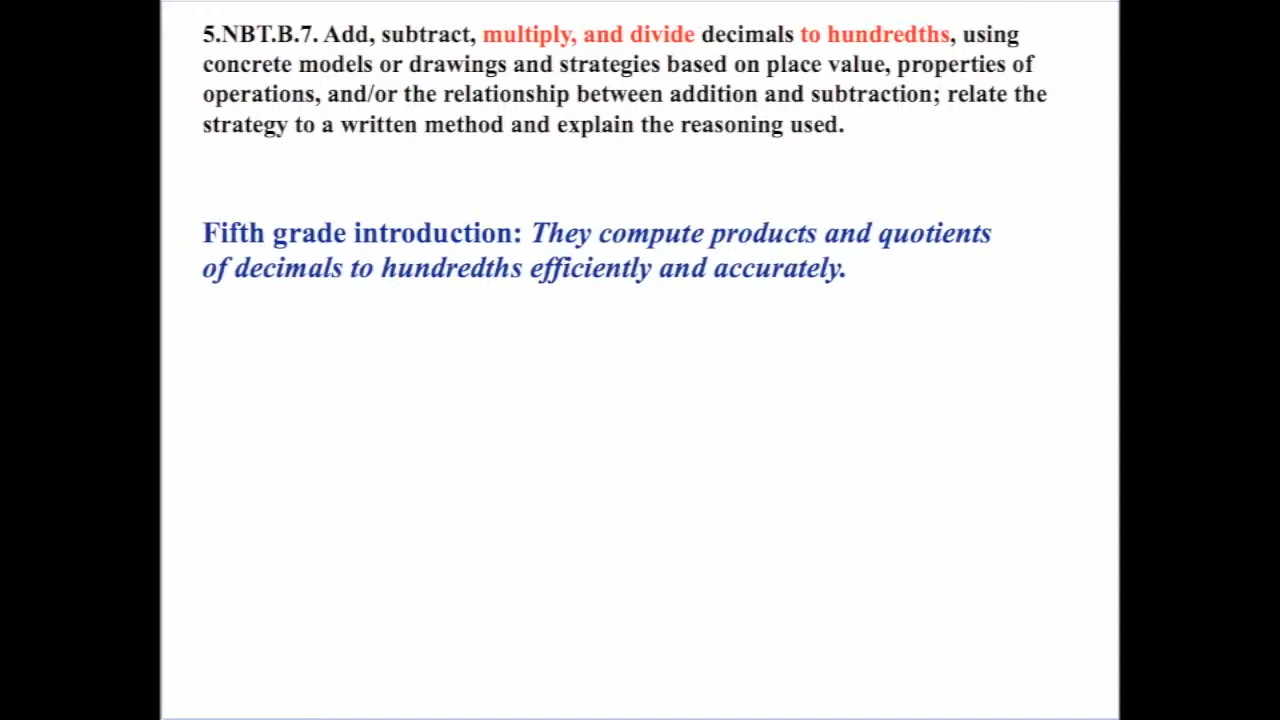 5.NBT.B.7. Add, subtract, multiply, and divide decimals to hundredths, using
concrete models or drawings and strategies based on place value, properties of
operations, and/or the relationship between addition and subtraction; relate the
strategy to a written method and explain the reasoning used.
Fifth grade introduction: They compute products and quotients
of decimals to hundredths efficiently and accurately.